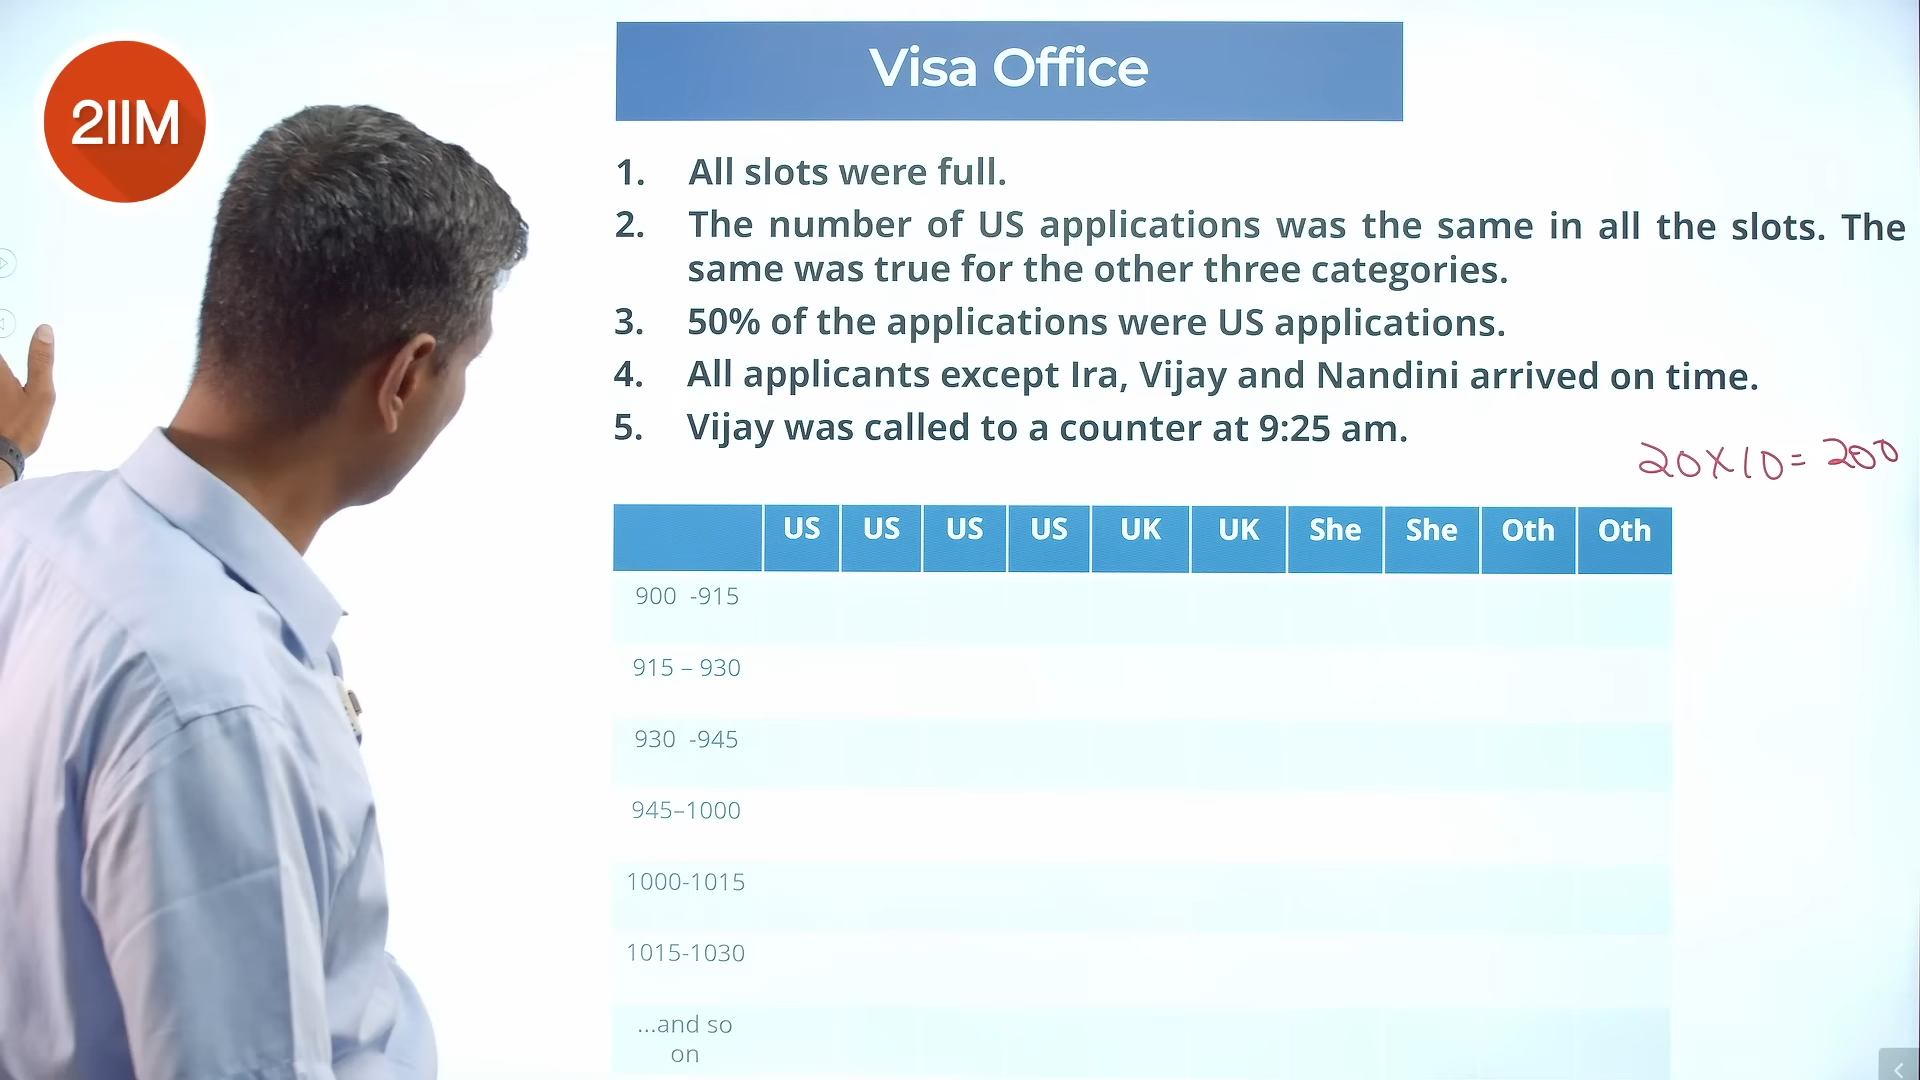 2IIM
Visa Office
1. All slots were full.
2. The number of US applications was the same in all the slots. The
same was true for the other three categories.
3. 50% of the applications were US applications.
4. All applicants except Ira, Vijay and Nandini arrived on time.
5. Vijay was called to a counter at 9:25 am.
20X10= 200
US US US US UK UK She She Oth Oth
900 -915
915 – 930
930 -945
945–1000
1000-1015
1015-1030
...and so
on